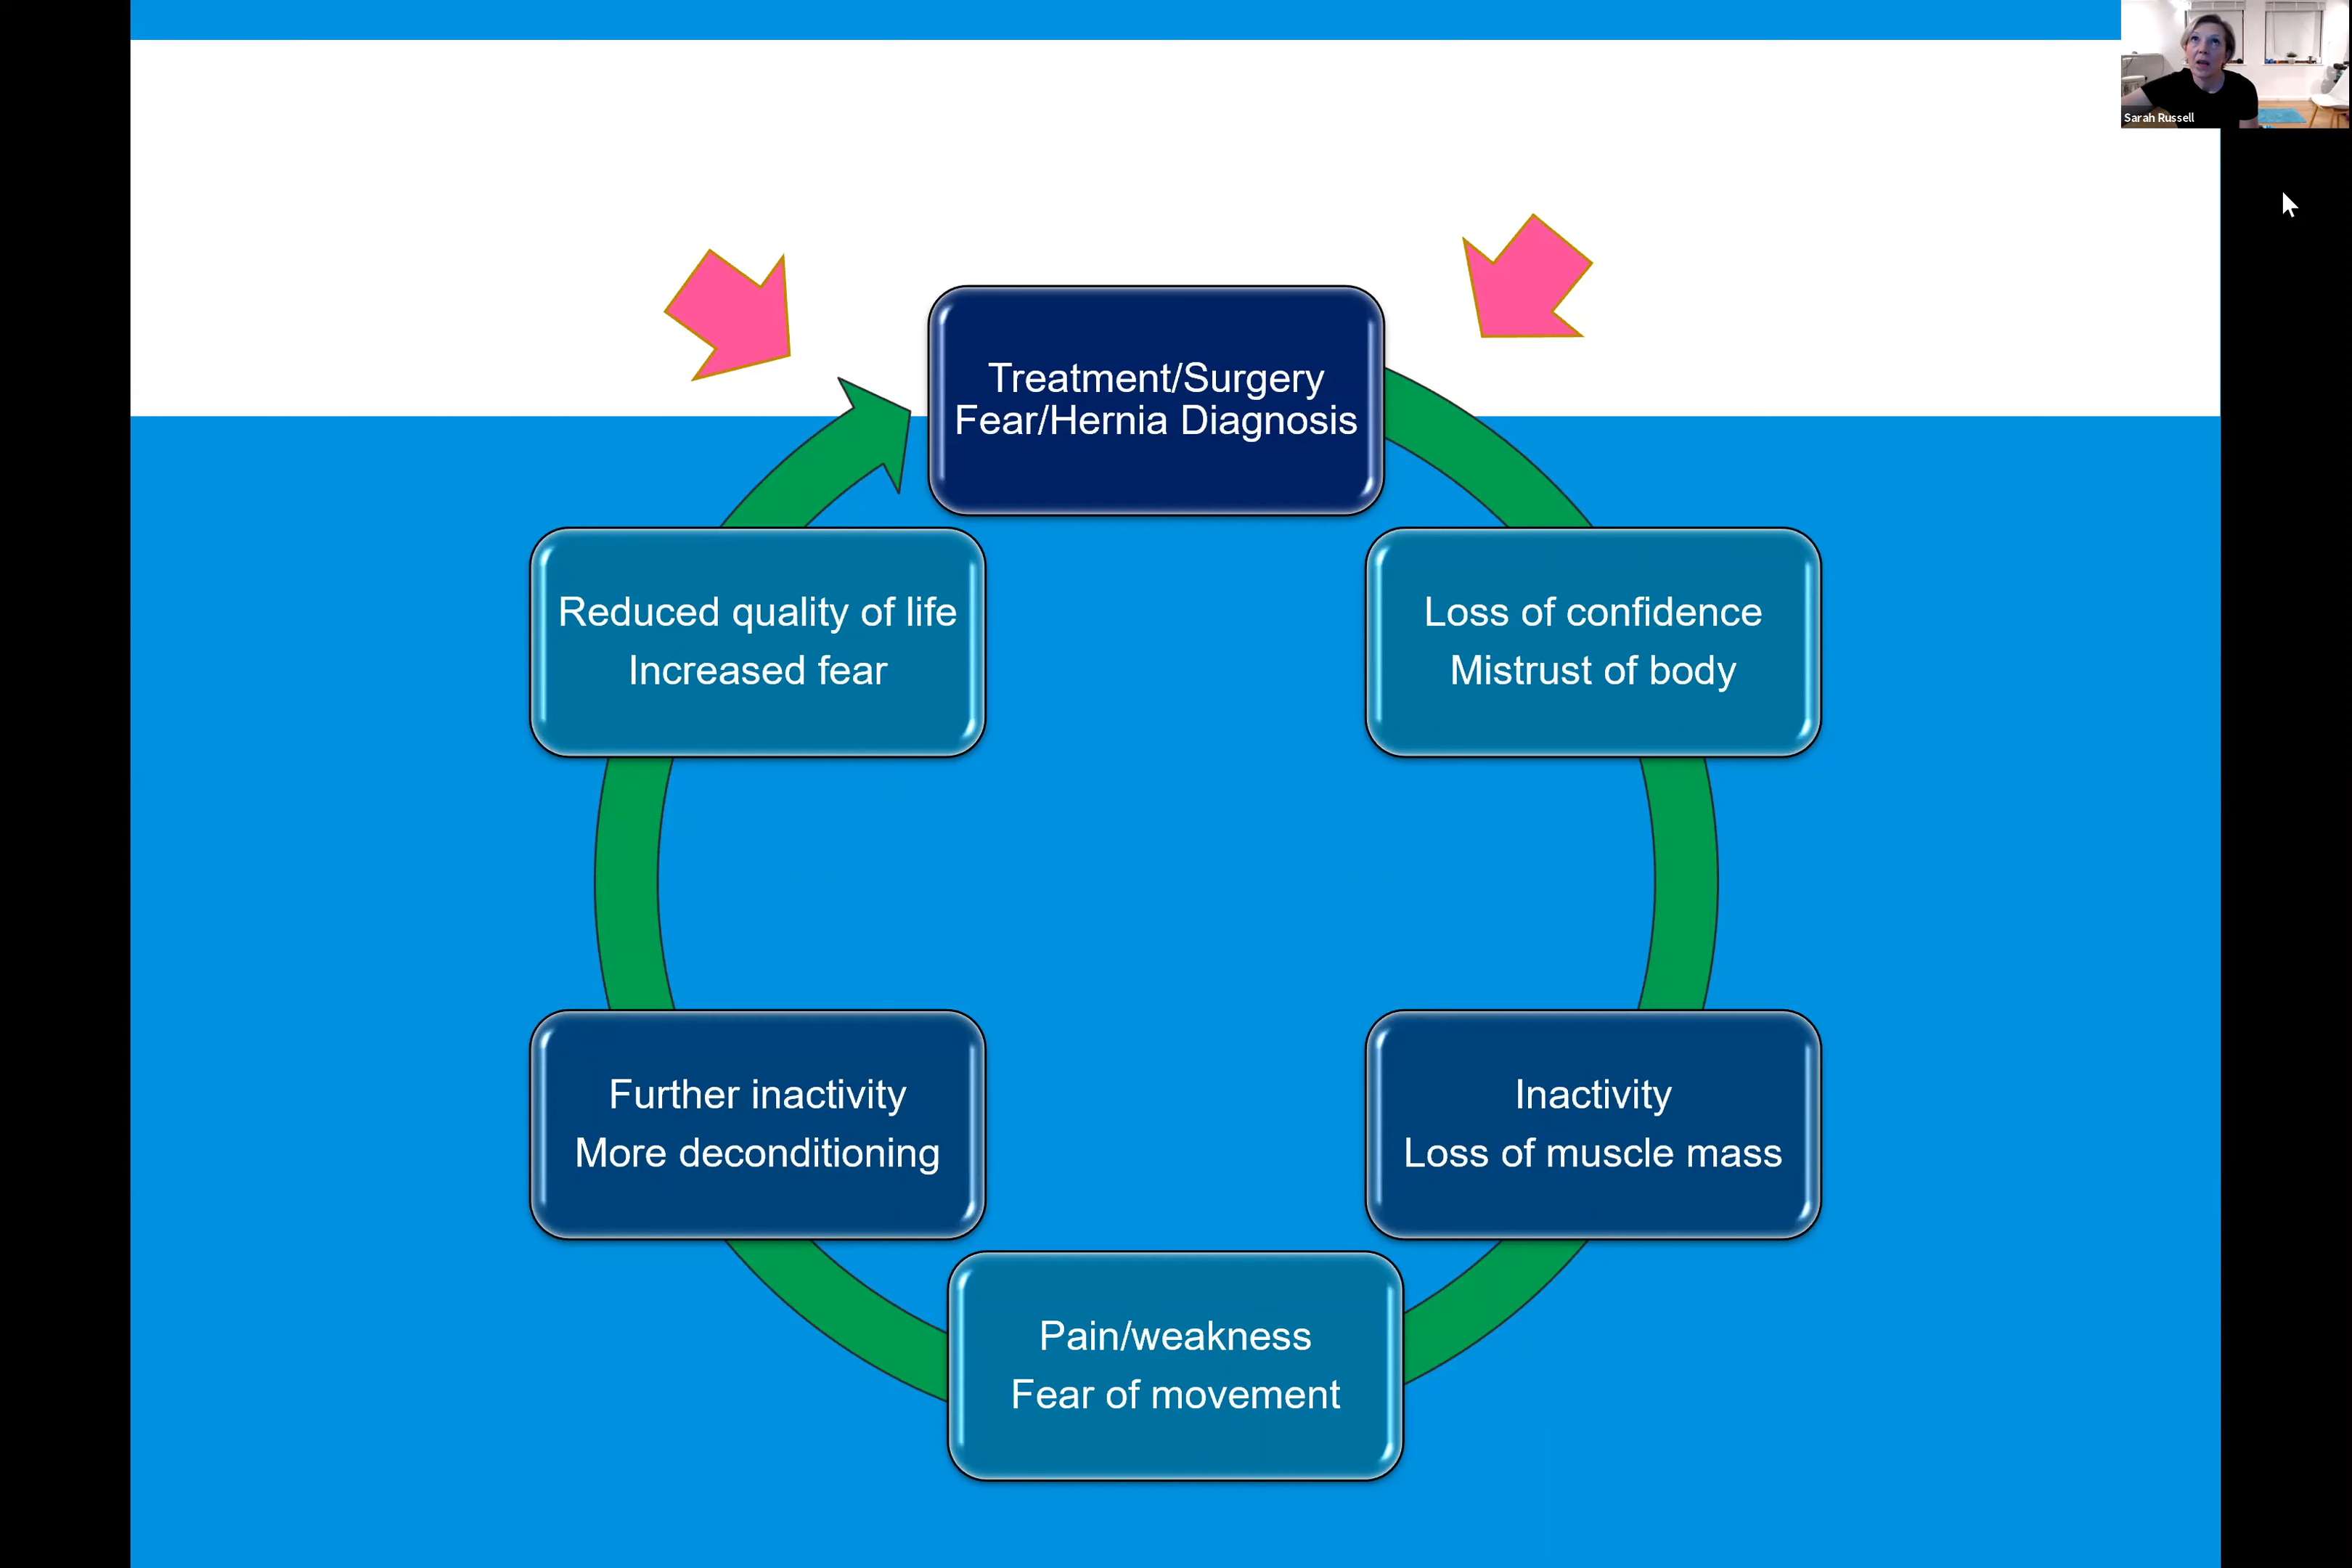 Sarah Russell
Treatment/Surgery
Fear/Hernia Diagnosis
Loss of confidence
Mistrust of body
Inactivity
Loss of muscle mass
Pain/weakness
Fear of movement
Further inactivity
More deconditioning
Reduced quality of life
Increased fear